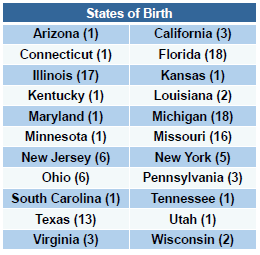 States of Birth
Arizona (1) California (3)
Connecticut (1) Florida (18)
Illinois (17) Kansas (1)
Kentucky (1) Louisiana (2)
Maryland (1) Michigan (18)
Minnesota (1) Missouri (16)
New Jersey (6) New York (5)
Ohio (6) Pennsylvania (3)
South Carolina (1) Tennessee (1)
Texas (13) Utah (1)
Virginia (3) Wisconsin (2)